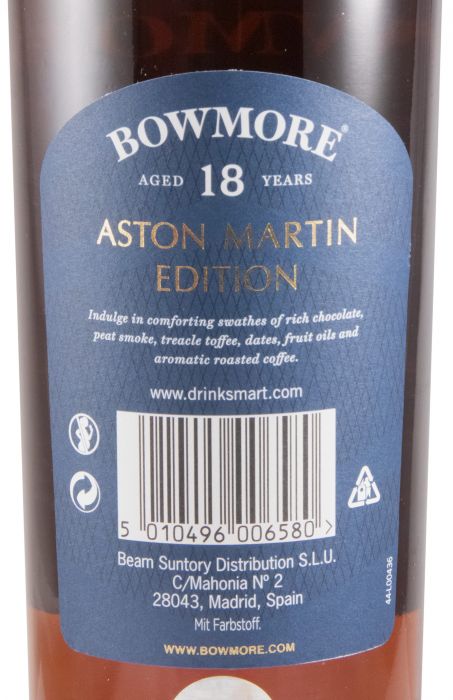 BOWMORE®
AGED 18 YEARS
ASTON MARTIN
EDITION
Indulge in comforting swathes of rich chocolate,
peat smoke, treacle toffee, dates, fruit oils and
aromatic roasted coffee.
www.drinksmart.com
5 010496 006580 >
Beam Suntory Distribution S.L.U.
C/Mahonia Nº 2
28043, Madrid, Spain
Mit Farbstoff.
WWW.BOWMORE.COM
44-L00436